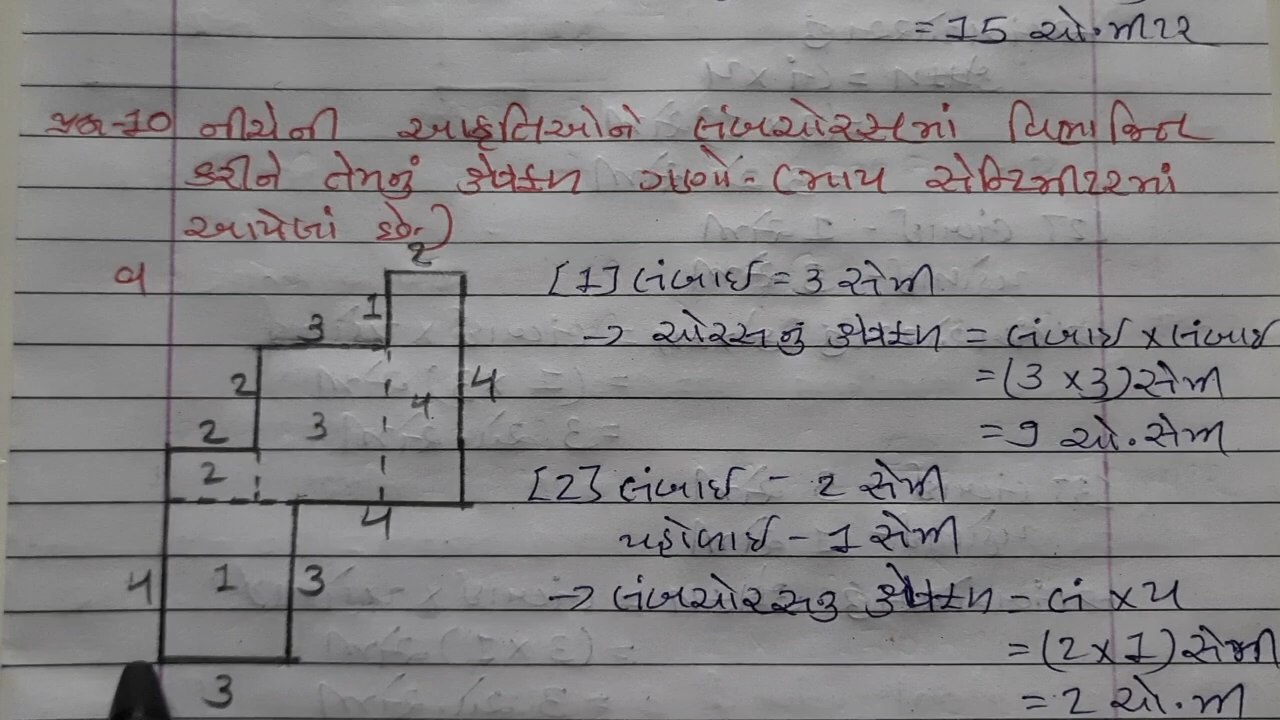 = 15 ચો.મીટર
પ્રશ્ન-10 નીચેની આકૃતિઓને લંબચોરસમાં વિભાજિત
કરીને તેમનું ક્ષેત્રફળ ગણો- (માપ સેન્ટિમીટરમાં
આપેલાં છે.)
a
2
1
3
2
4
4
2
3
2
4
4
1
3
3
[1] લંબાઈ = 3 સેમી
→ ચોરસનું ક્ષેત્રફળ = લંબાઈ × લંબાઈ
= (3 × 3) સેમી
= 9 ચો.સેમી
[2] લંબાઈ - 2 સેમી
પહોળાઈ - 1 સેમી
→ લંબચોરસનું ક્ષેત્રફળ = લં × પ
= (2 × 1) સેમી
= 2 ચો.મી